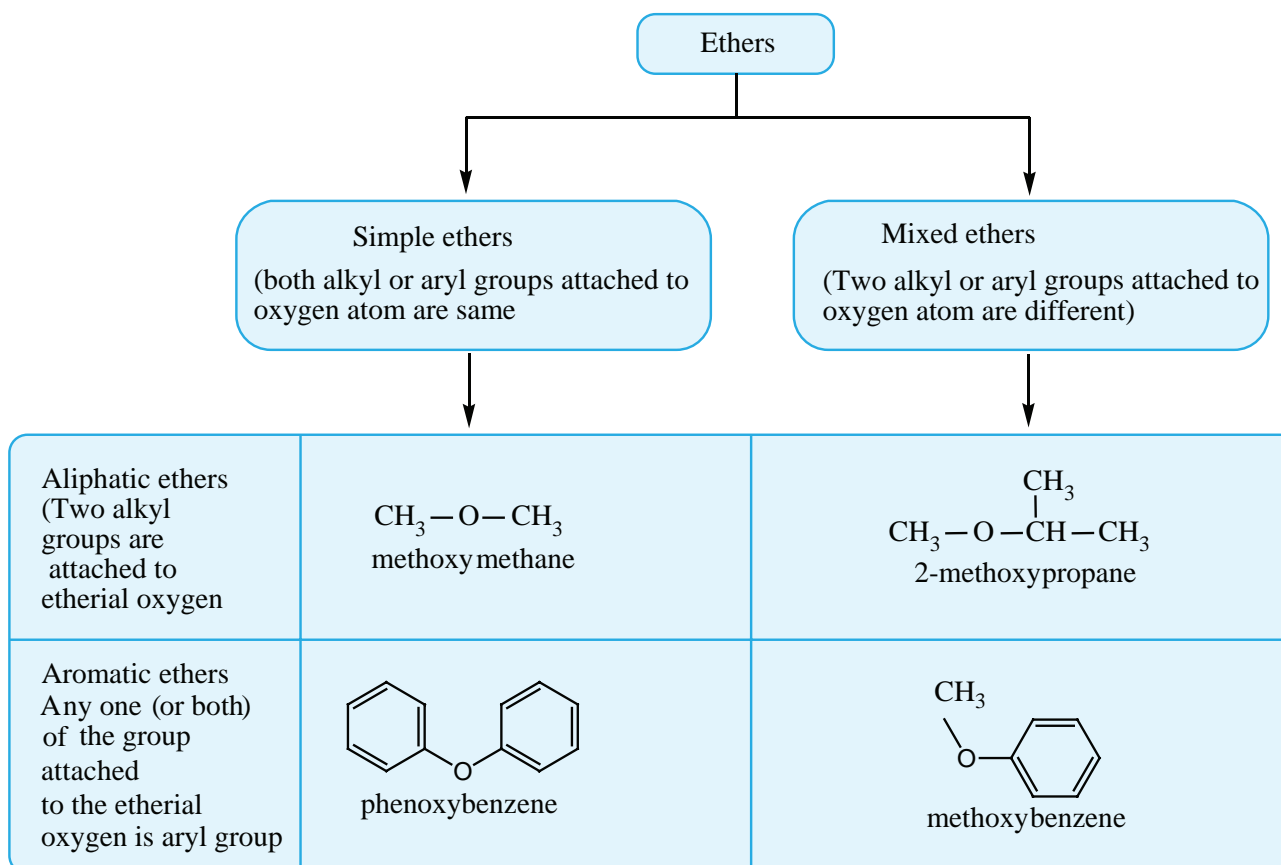 Ethers
Simple ethers
(both alkyl or aryl groups attached to
oxygen atom are same
Mixed ethers
(Two alkyl or aryl groups attached to
oxygen atom are different)
Aliphatic ethers
(Two alkyl
groups are
attached to
etherial oxygen
CH₃—O—CH₃
methoxymethane
CH₃
CH₃—O—CH—CH₃
2-methoxypropane
Aromatic ethers
Any one (or both)
of the group
attached
to the etherial
oxygen is aryl group
O
phenoxybenzene
CH₃
O
methoxybenzene